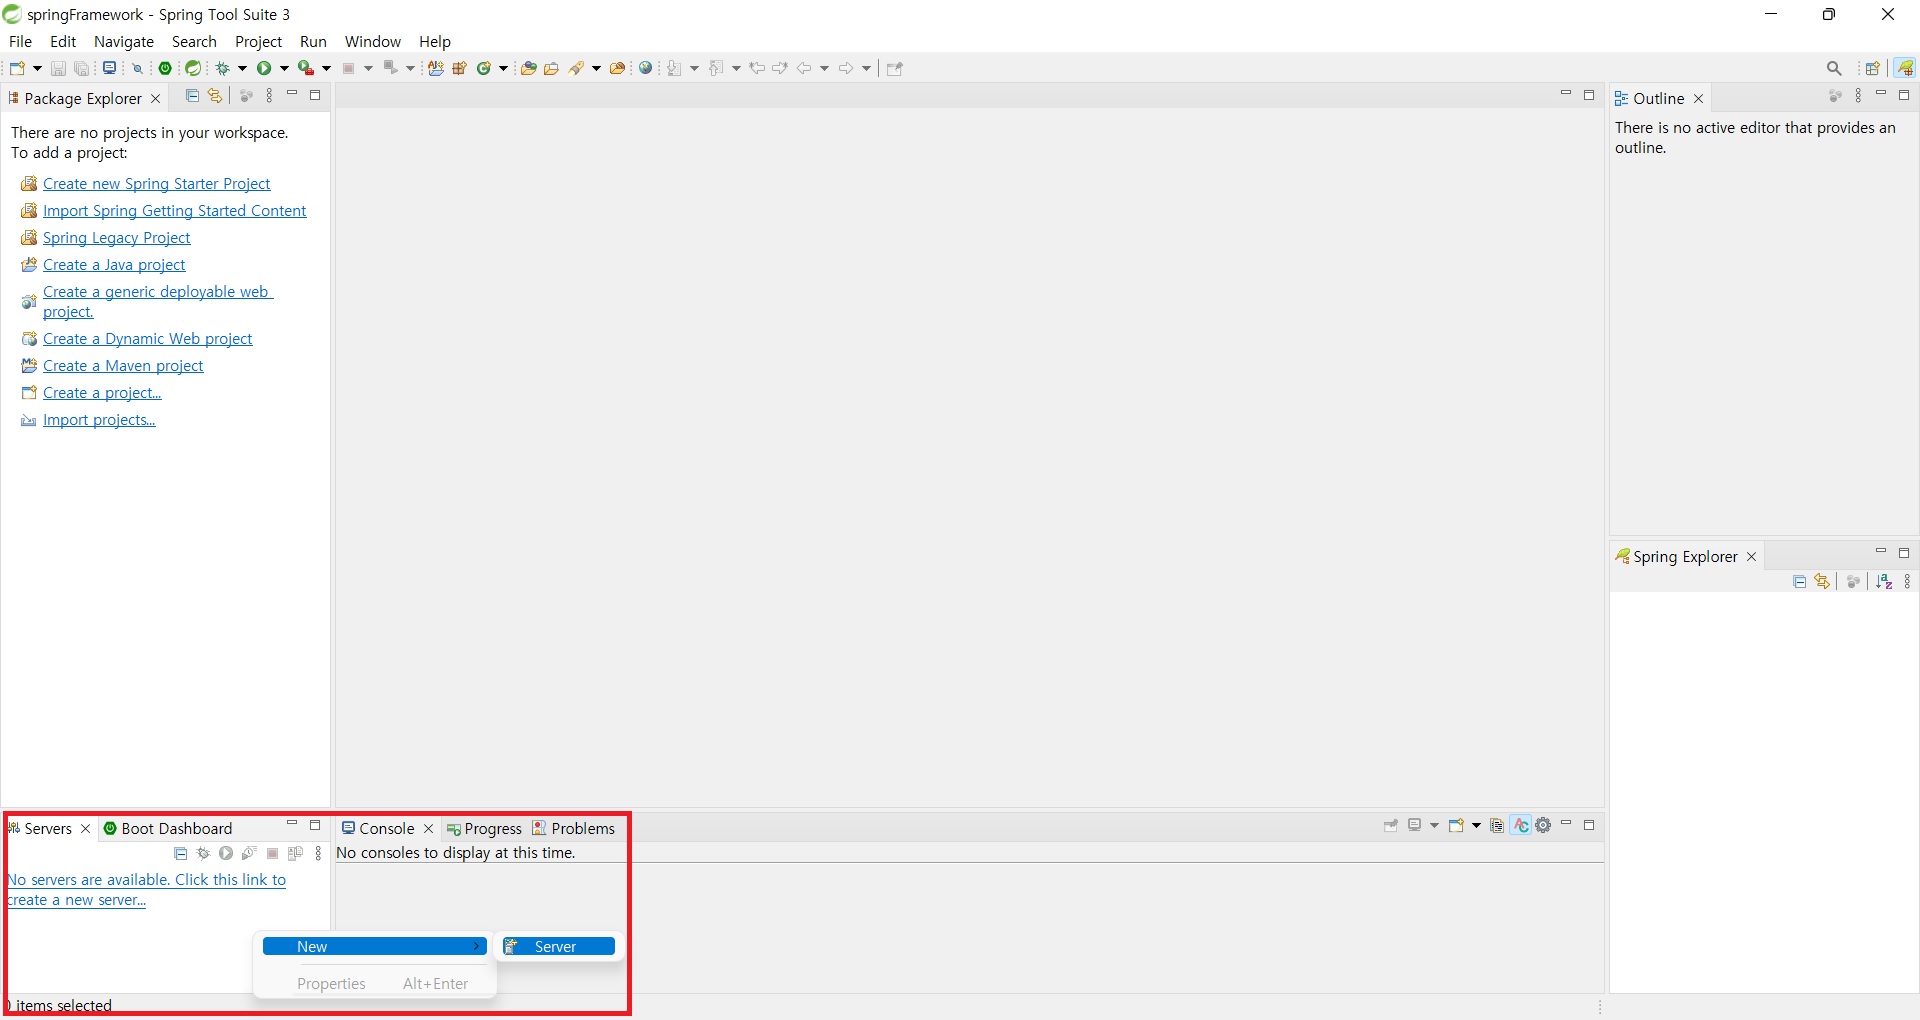 springFramework - Spring Tool Suite 3
File Edit Navigate Search Project Run Window Help
Package Explorer
There are no projects in your workspace.
To add a project:
Create new Spring Starter Project
Import Spring Getting Started Content
Spring Legacy Project
Create a Java project
Create a generic deployable web
project.
Create a Dynamic Web project
Create a Maven project
Create a project...
Import projects...
Outline
There is no active editor that provides an
outline.
Spring Explorer
Servers Boot Dashboard
No servers are available. Click this link to
create a new server...
Console Progress Problems
No consoles to display at this time.
New Server
Properties Alt+Enter
0 items selected